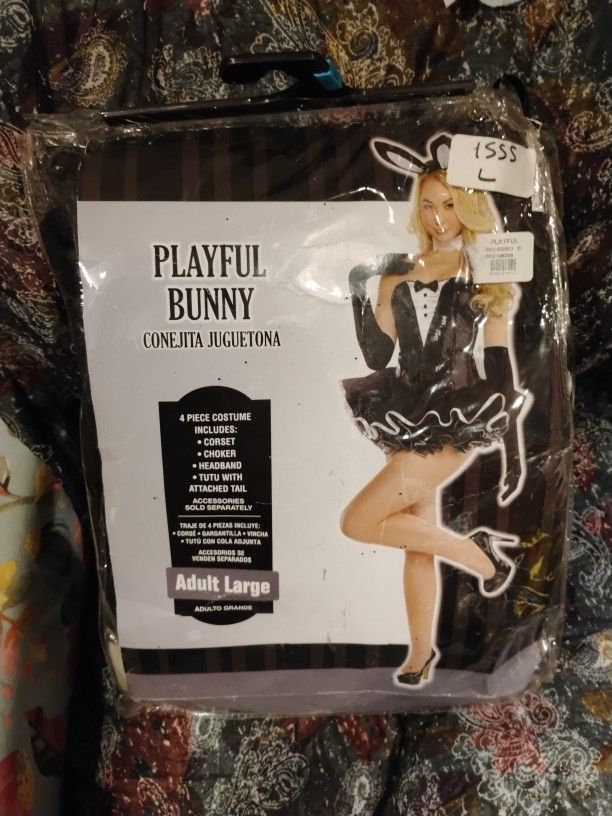 1555
L
PLAYFUL
PLAYFUL
BUNNY
CONEJITA JUGUETONA
4 PIECE COSTUME
INCLUDES:
• CORSET
• CHOKER
• HEADBAND
• TUTU WITH
ATTACHED TAIL
ACCESSORIES
SOLD SEPARATELY
TRAJE DE 4 PIEZAS INCLUYE:
• CORSÉ • GARGANTILLA • VINCHA
• TUTÚ CON COLA ADJUNTA
ACCESORIOS SE
VENDEN SEPARADOS
Adult Large
ADULTO GRANDE